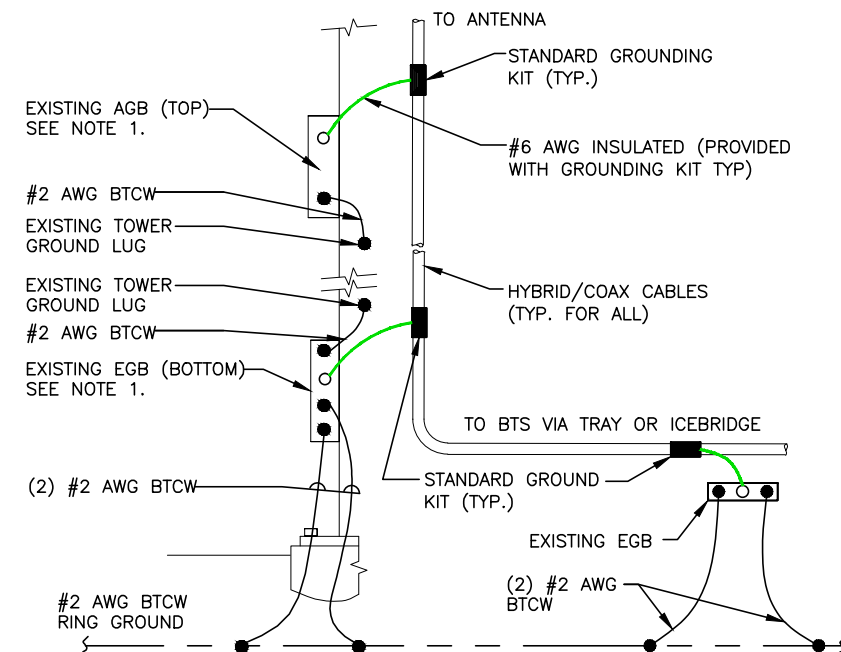 TO ANTENNA
STANDARD GROUNDING
KIT (TYP.)
EXISTING AGB (TOP)
SEE NOTE 1.
#6 AWG INSULATED (PROVIDED
WITH GROUNDING KIT TYP)
#2 AWG BTCW
EXISTING TOWER
GROUND LUG
EXISTING TOWER
GROUND LUG
HYBRID/COAX CABLES
(TYP. FOR ALL)
#2 AWG BTCW
EXISTING EGB (BOTTOM)
SEE NOTE 1.
TO BTS VIA TRAY OR ICEBRIDGE
(2) #2 AWG BTCW
STANDARD GROUND
KIT (TYP.)
EXISTING EGB
(2) #2 AWG
BTCW
#2 AWG BTCW
RING GROUND